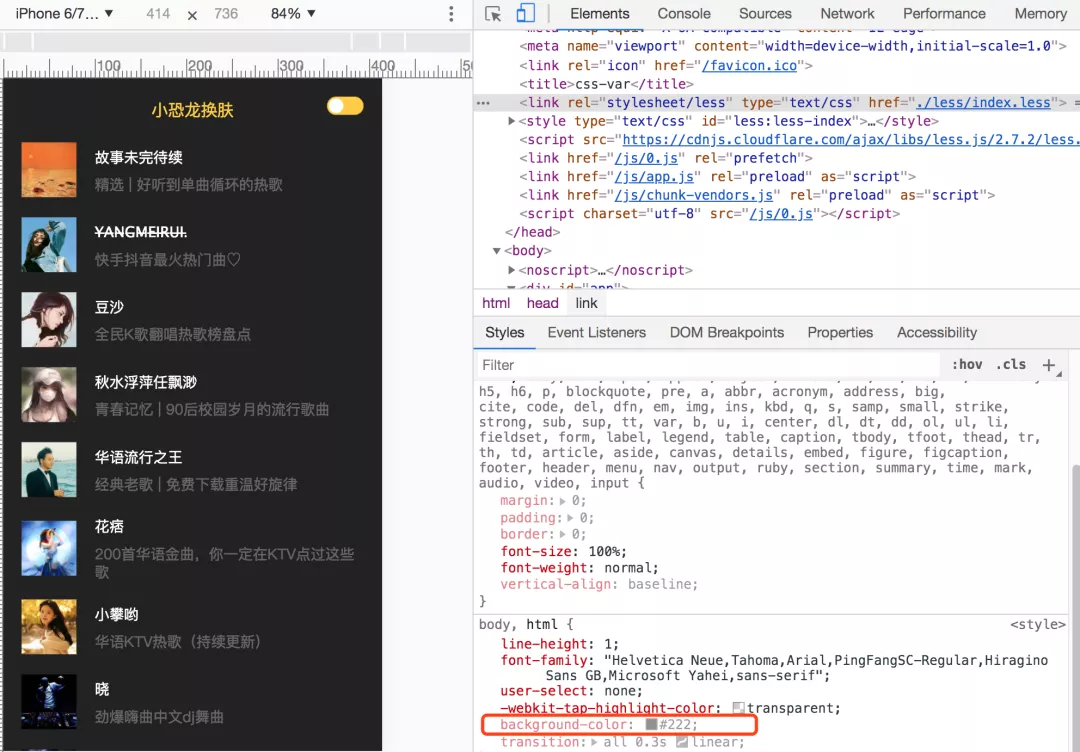 iPhone 6/7... ▼ 414 × 736 84% ▼
Elements Console Sources Network Performance Memory
100 200 300 400
小恐龙换肤
故事未完待续
精选 | 好听到单曲循环的热歌
YANGMEIRUI.
快手抖音最火热门曲♡
豆沙
全民K歌翻唱热歌榜盘点
秋水浮萍任飘渺
青春记忆 | 90后校园岁月的流行歌曲
华语流行之王
经典老歌 | 免费下载重温好旋律
花痞
200首华语金曲，你一定在KTV点过这些
歌
小攀哟
华语KTV热歌（持续更新）
晓
劲爆嗨曲中文dj舞曲
<meta name="viewport" content="width=device-width,initial-scale=1.0">
<link rel="icon" href="/favicon.ico">
<title>css-var</title>
<link rel="stylesheet/less" type="text/css" href="./less/index.less"> =
▶<style type="text/css" id="less:less-index">…</style>
<script src="https://cdnjs.cloudflare.com/ajax/libs/less.js/2.7.2/less.
<link href="/js/0.js" rel="prefetch">
<link href="/js/app.js" rel="preload" as="script">
<link href="/js/chunk-vendors.js" rel="preload" as="script">
<script charset="utf-8" src="/js/0.js"></script>
</head>
▼<body>
▶<noscript>…</noscript>
▼<div id="app">
html head link
Styles Event Listeners DOM Breakpoints Properties Accessibility
Filter :hov .cls +
h5, h6, p, blockquote, pre, a, abbr, acronym, address, big,
cite, code, del, dfn, em, img, ins, kbd, q, s, samp, small, strike,
strong, sub, sup, tt, var, b, u, i, center, dl, dt, dd, ol, ul, li,
fieldset, form, label, legend, table, caption, tbody, tfoot, thead, tr,
th, td, article, aside, canvas, details, embed, figure, figcaption,
footer, header, menu, nav, output, ruby, section, summary, time, mark,
audio, video, input {
margin:▶ 0;
padding:▶ 0;
border:▶ 0;
font-size: 100%;
font-weight: normal;
vertical-align: baseline;
}
body, html { <style>
line-height: 1;
font-family: "Helvetica Neue,Tahoma,Arial,PingFangSC-Regular,Hiragino
Sans GB,Microsoft Yahei,sans-serif";
user-select: none;
-webkit-tap-highlight-color: transparent;
background-color: #222;
transition:▶ all 0.3s linear;